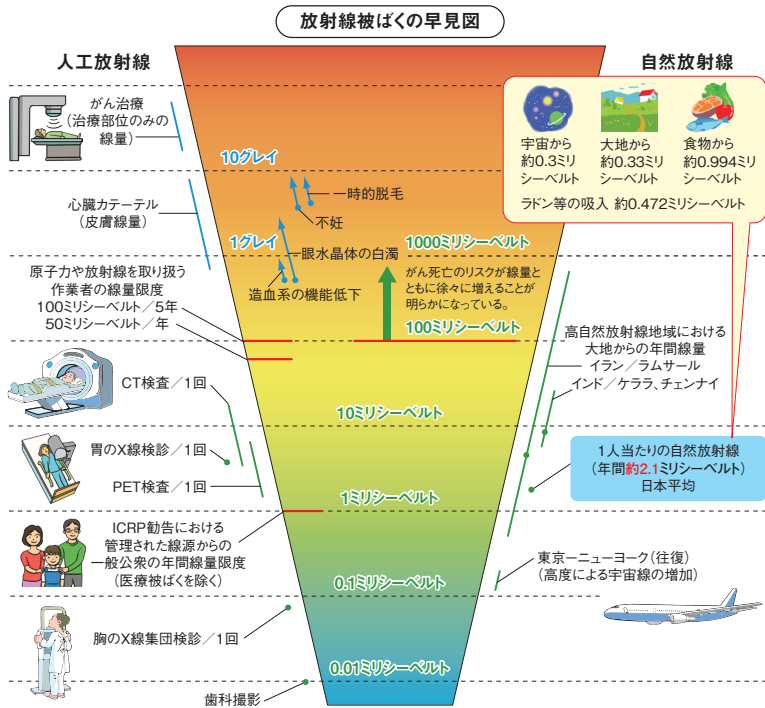 放射線被ばくの早見図
人工放射線
自然放射線
がん治療
（治療部位のみの
線量）
心臓カテーテル
（皮膚線量）
原子力や放射線を取り扱う
作業者の線量限度
100ミリシーベルト／5年
50ミリシーベルト／年
CT検査／1回
胃のX線検診／1回
PET検査／1回
ICRP勧告における
管理された線源からの
一般公衆の年間線量限度
（医療被ばくを除く）
胸のX線集団検診／1回
歯科撮影
10グレイ
一時的脱毛
不妊
1グレイ
1000ミリシーベルト
眼水晶体の白濁
造血系の機能低下
がん死亡のリスクが線量と
ともに徐々に増えることが
明らかになっている。
100ミリシーベルト
10ミリシーベルト
1ミリシーベルト
0.1ミリシーベルト
0.01ミリシーベルト
宇宙から
約0.3ミリ
シーベルト
大地から
約0.33ミリ
シーベルト
食物から
約0.994ミリ
シーベルト
ラドン等の吸入 約0.472ミリシーベルト
高自然放射線地域における
大地からの年間線量
イラン／ラムサール
インド／ケララ、チェンナイ
1人当たりの自然放射線
（年間約2.1ミリシーベルト）
日本平均
東京ーニューヨーク（往復）
（高度による宇宙線の増加）